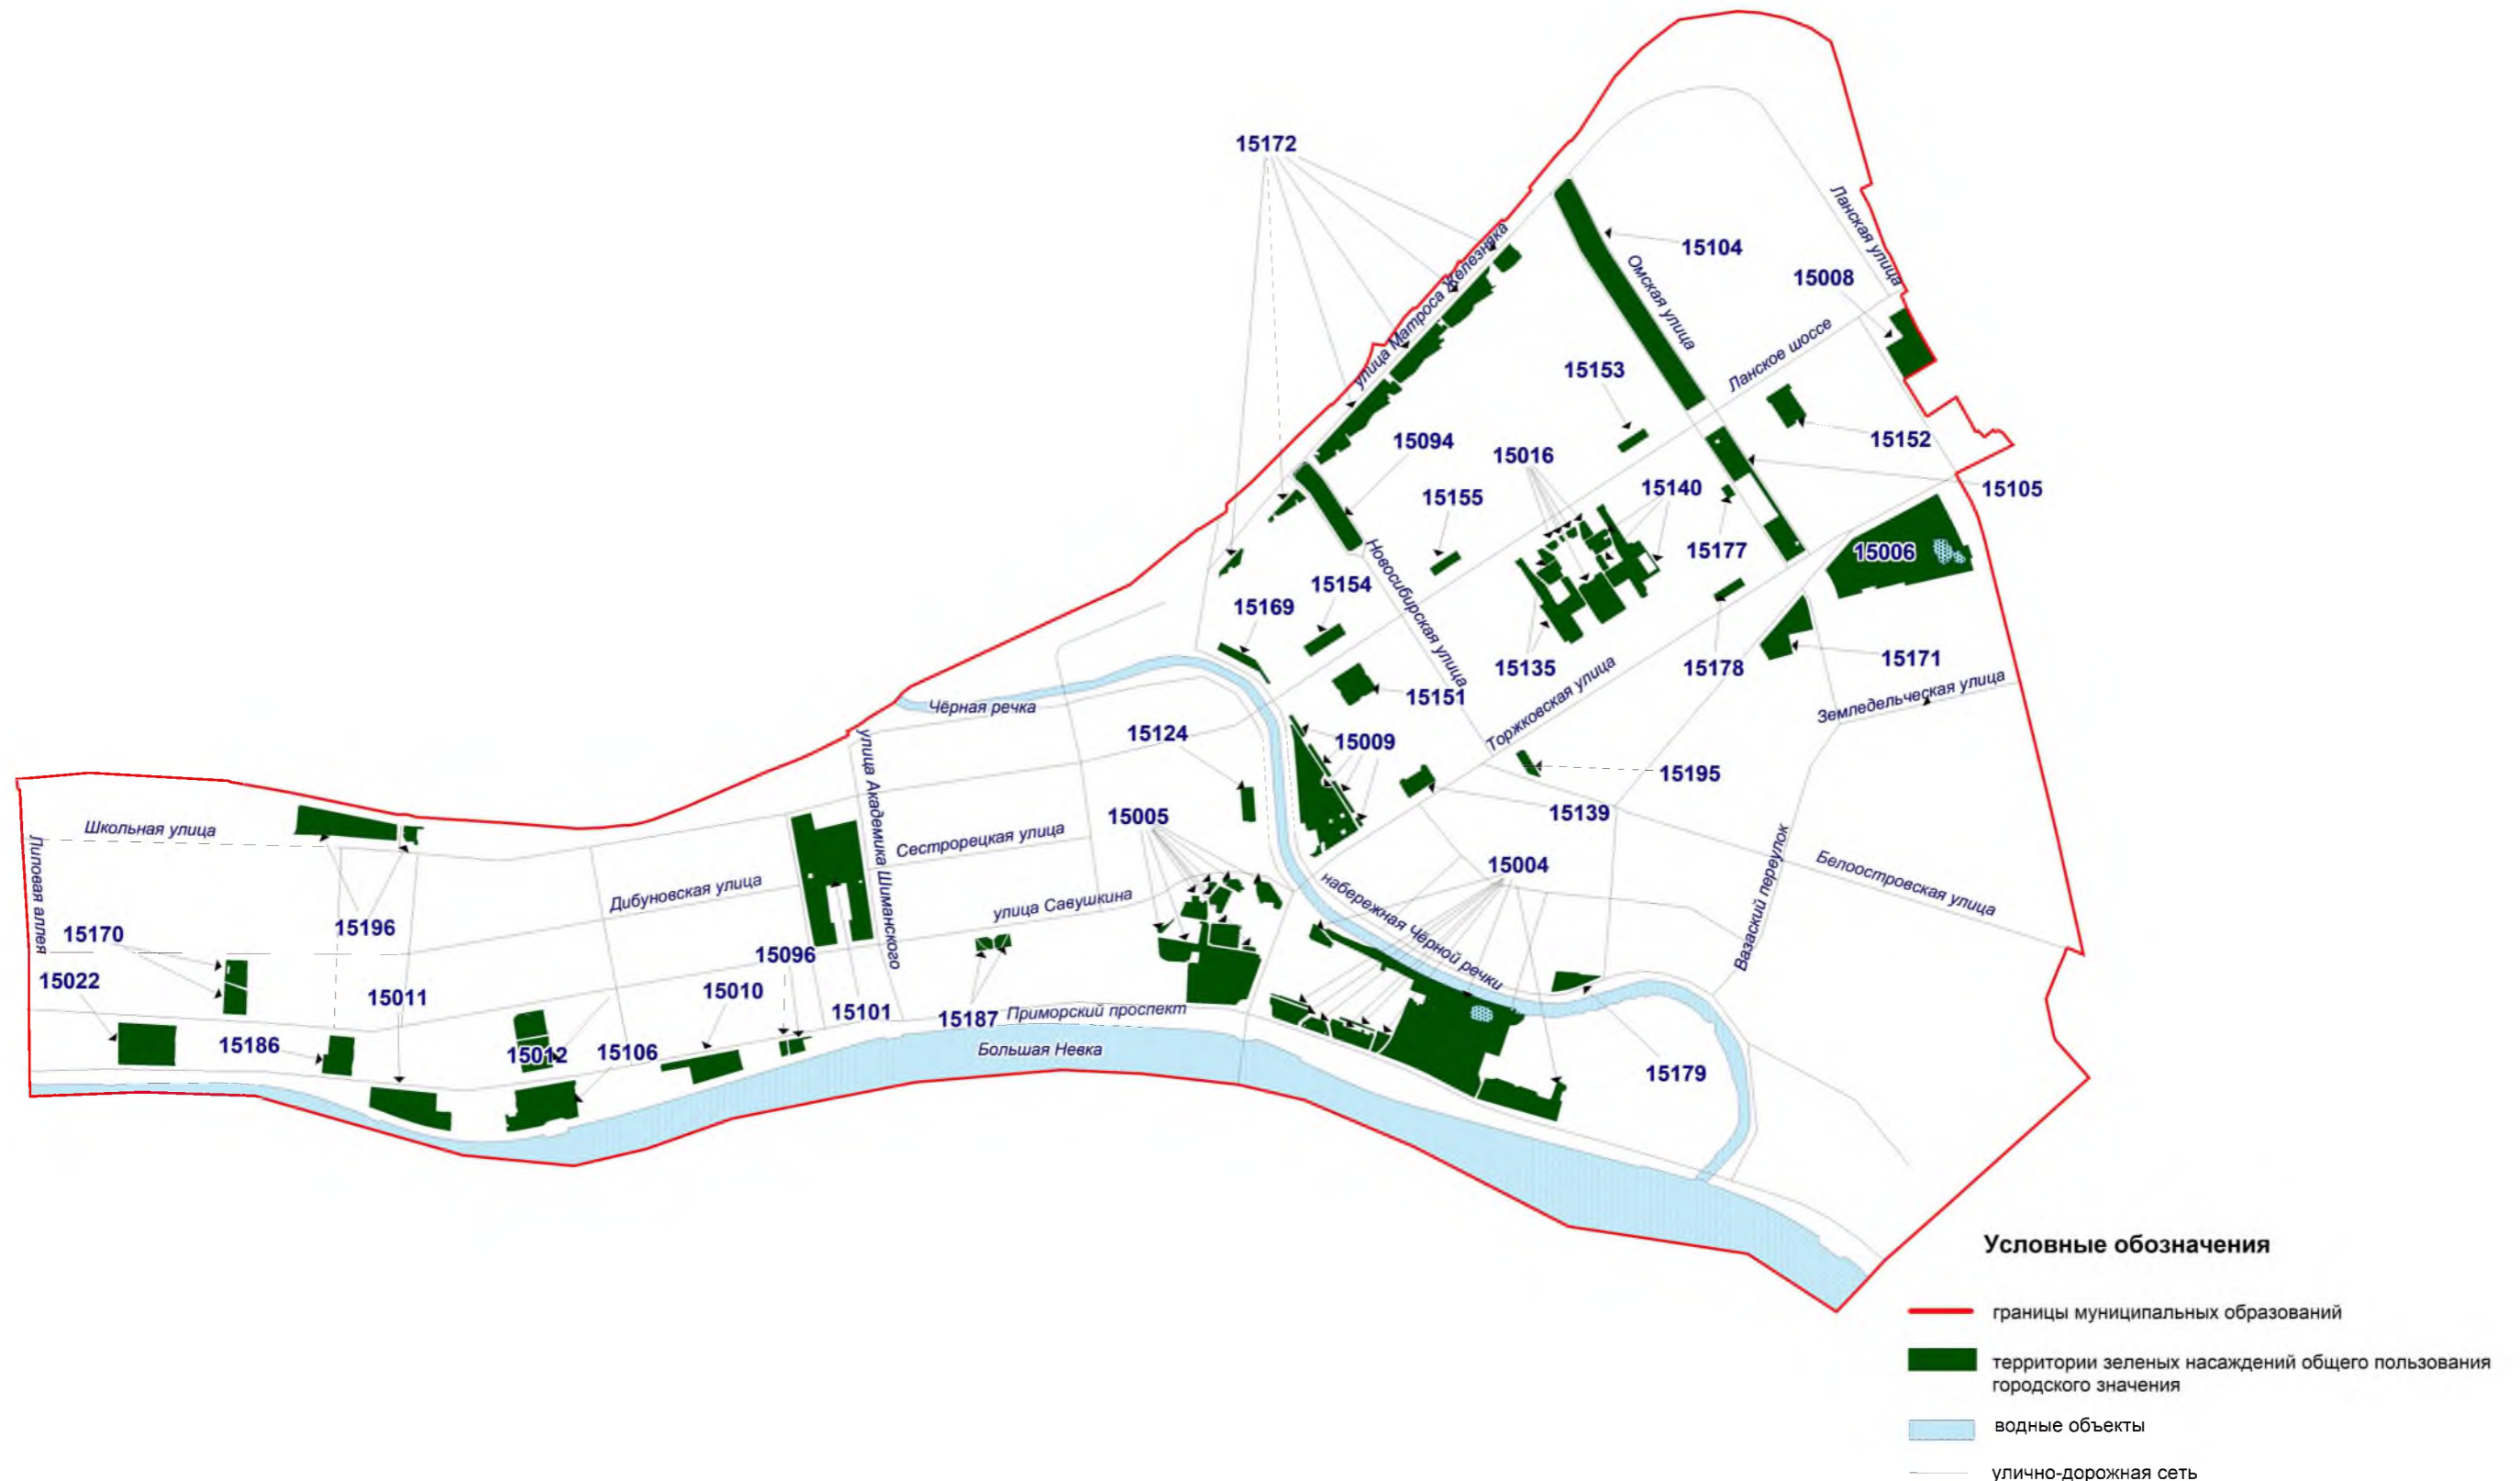 15172
15104
Ланская улица
15008
улица Матроса Железняка
Омская улица
Ланское шоссе
15153
15094
15016
15152
15155
15140
15105
15177
15006
Новосибирская улица
15154
15169
15135
15178
15171
15151
Земледельческая улица
Чёрная речка
Торжковская улица
15124
15009
15195
улица Академика Шиманского
15139
15005
Школьная улица
Сестрорецкая улица
Липовая аллея
15004
Белоостровская улица
Дибуновская улица
улица Савушкина
набережная Чёрной речки
Вазаский переулок
15196
15170
15096
15022
15011
15010
15101
15187
Приморский проспект
15186
15012
15106
Большая Невка
15179
Условные обозначения
границы муниципальных образований
территории зеленых насаждений общего пользования
городского значения
водные объекты
улично-дорожная сеть